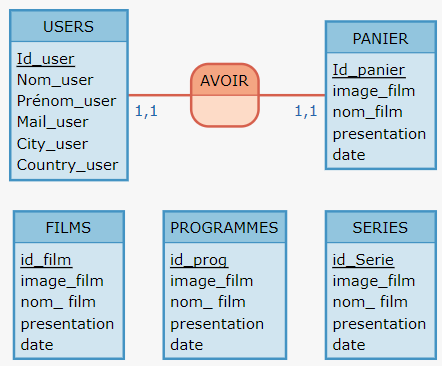 USERS
Id_user
Nom_user
Prénom_user
Mail_user
City_user
Country_user
1,1
AVOIR
1,1
PANIER
Id_panier
image_film
nom_film
presentation
date
FILMS
id_film
image_film
nom_ film
presentation
date
PROGRAMMES
id_prog
image_film
nom_ film
presentation
date
SERIES
id_Serie
image_film
nom_ film
presentation
date